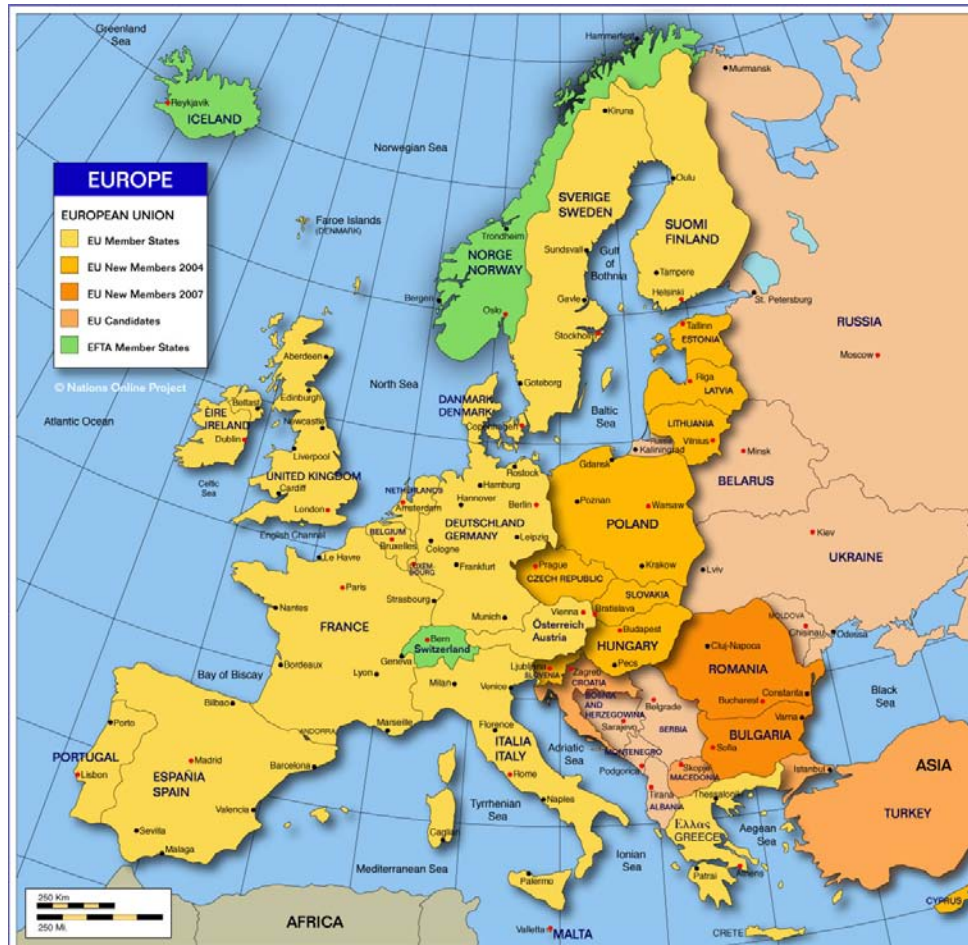 Greenland
Sea
Hammerfest
Murmansk
Reykjavik
ICELAND
Kiruna
Norwegian Sea
EUROPE
EUROPEAN UNION
EU Member States
EU New Members 2004
EU New Members 2007
EU Candidates
EFTA Member States
© Nations Online Project
Oulu
SVERIGE
SWEDEN
SUOMI
FINLAND
Faroe Islands
(DENMARK)
Trondheim
NORGE
NORWAY
Sundsvall
Gulf
of
Bothnia
Tampere
Helsinki
Bergen
Oslo
Gavle
Stockholm
St. Petersburg
Tallinn
ESTONIA
RUSSIA
Moscow
Aberdeen
Edinburgh
North Sea
Goteborg
Riga
LATVIA
Atlantic Ocean
Belfast
ÉIRE
IRELAND
Dublin
Newcastle
DANMARK
DENMARK
Copenhagen
Baltic
Sea
LITHUANIA
Vilnius
Russia
Kaliningrad
Minsk
BELARUS
Liverpool
Celtic
Sea
UNITED KINGDOM
Cardiff
London
English Channel
NETHERLANDS
Amsterdam
Rostock
Hamburg
Hannover
Berlin
Gdansk
Poznan
Warsaw
POLAND
DEUTSCHLAND
GERMANY
Leipzig
BELGIUM
Bruxelles
Cologne
LUXEM
BOURG
Frankfurt
Le Havre
Paris
Prague
CZECH REPUBLIC
Krakow
Lviv
Kiev
UKRAINE
SLOVAKIA
Nantes
Strasbourg
Munich
Vienna
Bratislava
Österreich
Austria
Budapest
HUNGARY
MOLDOVA
Chisinau
Odessa
FRANCE
Bern
Switzerland
Geneva
Ljubljana
SLOVENIA
Pecs
Cluj-Napoca
ROMANIA
Bay of Biscay
Bordeaux
Lyon
Milan
Venice
Zagreb
CROATIA
BOSNIA
AND
HERZEGOWINA
Belgrade
Bucharest
Constanta
Black
Sea
Bilbao
Marseille
Florence
Sarajevo
SERBIA
Varna
BULGARIA
Sofia
Porto
ANDORRA
ITALIA
ITALY
Adriatic
Sea
MONTENEGRO
Podgorica
Skopje
MACEDONIA
Istanbul
ASIA
PORTUGAL
Lisbon
Madrid
ESPAÑIA
SPAIN
Barcelona
Rome
Tirana
ALBANIA
Thessaloniki
TURKEY
Valencia
Tyrrhenian
Sea
Naples
Ελλας
GREECE
Aegean
Sea
Sevilla
Malaga
Cagliari
Mediterranean Sea
Palermo
Ionian
Sea
Patrai
Athens
250 Km
250 Mi.
AFRICA
Valletta
MALTA
CRETE
CYPRUS